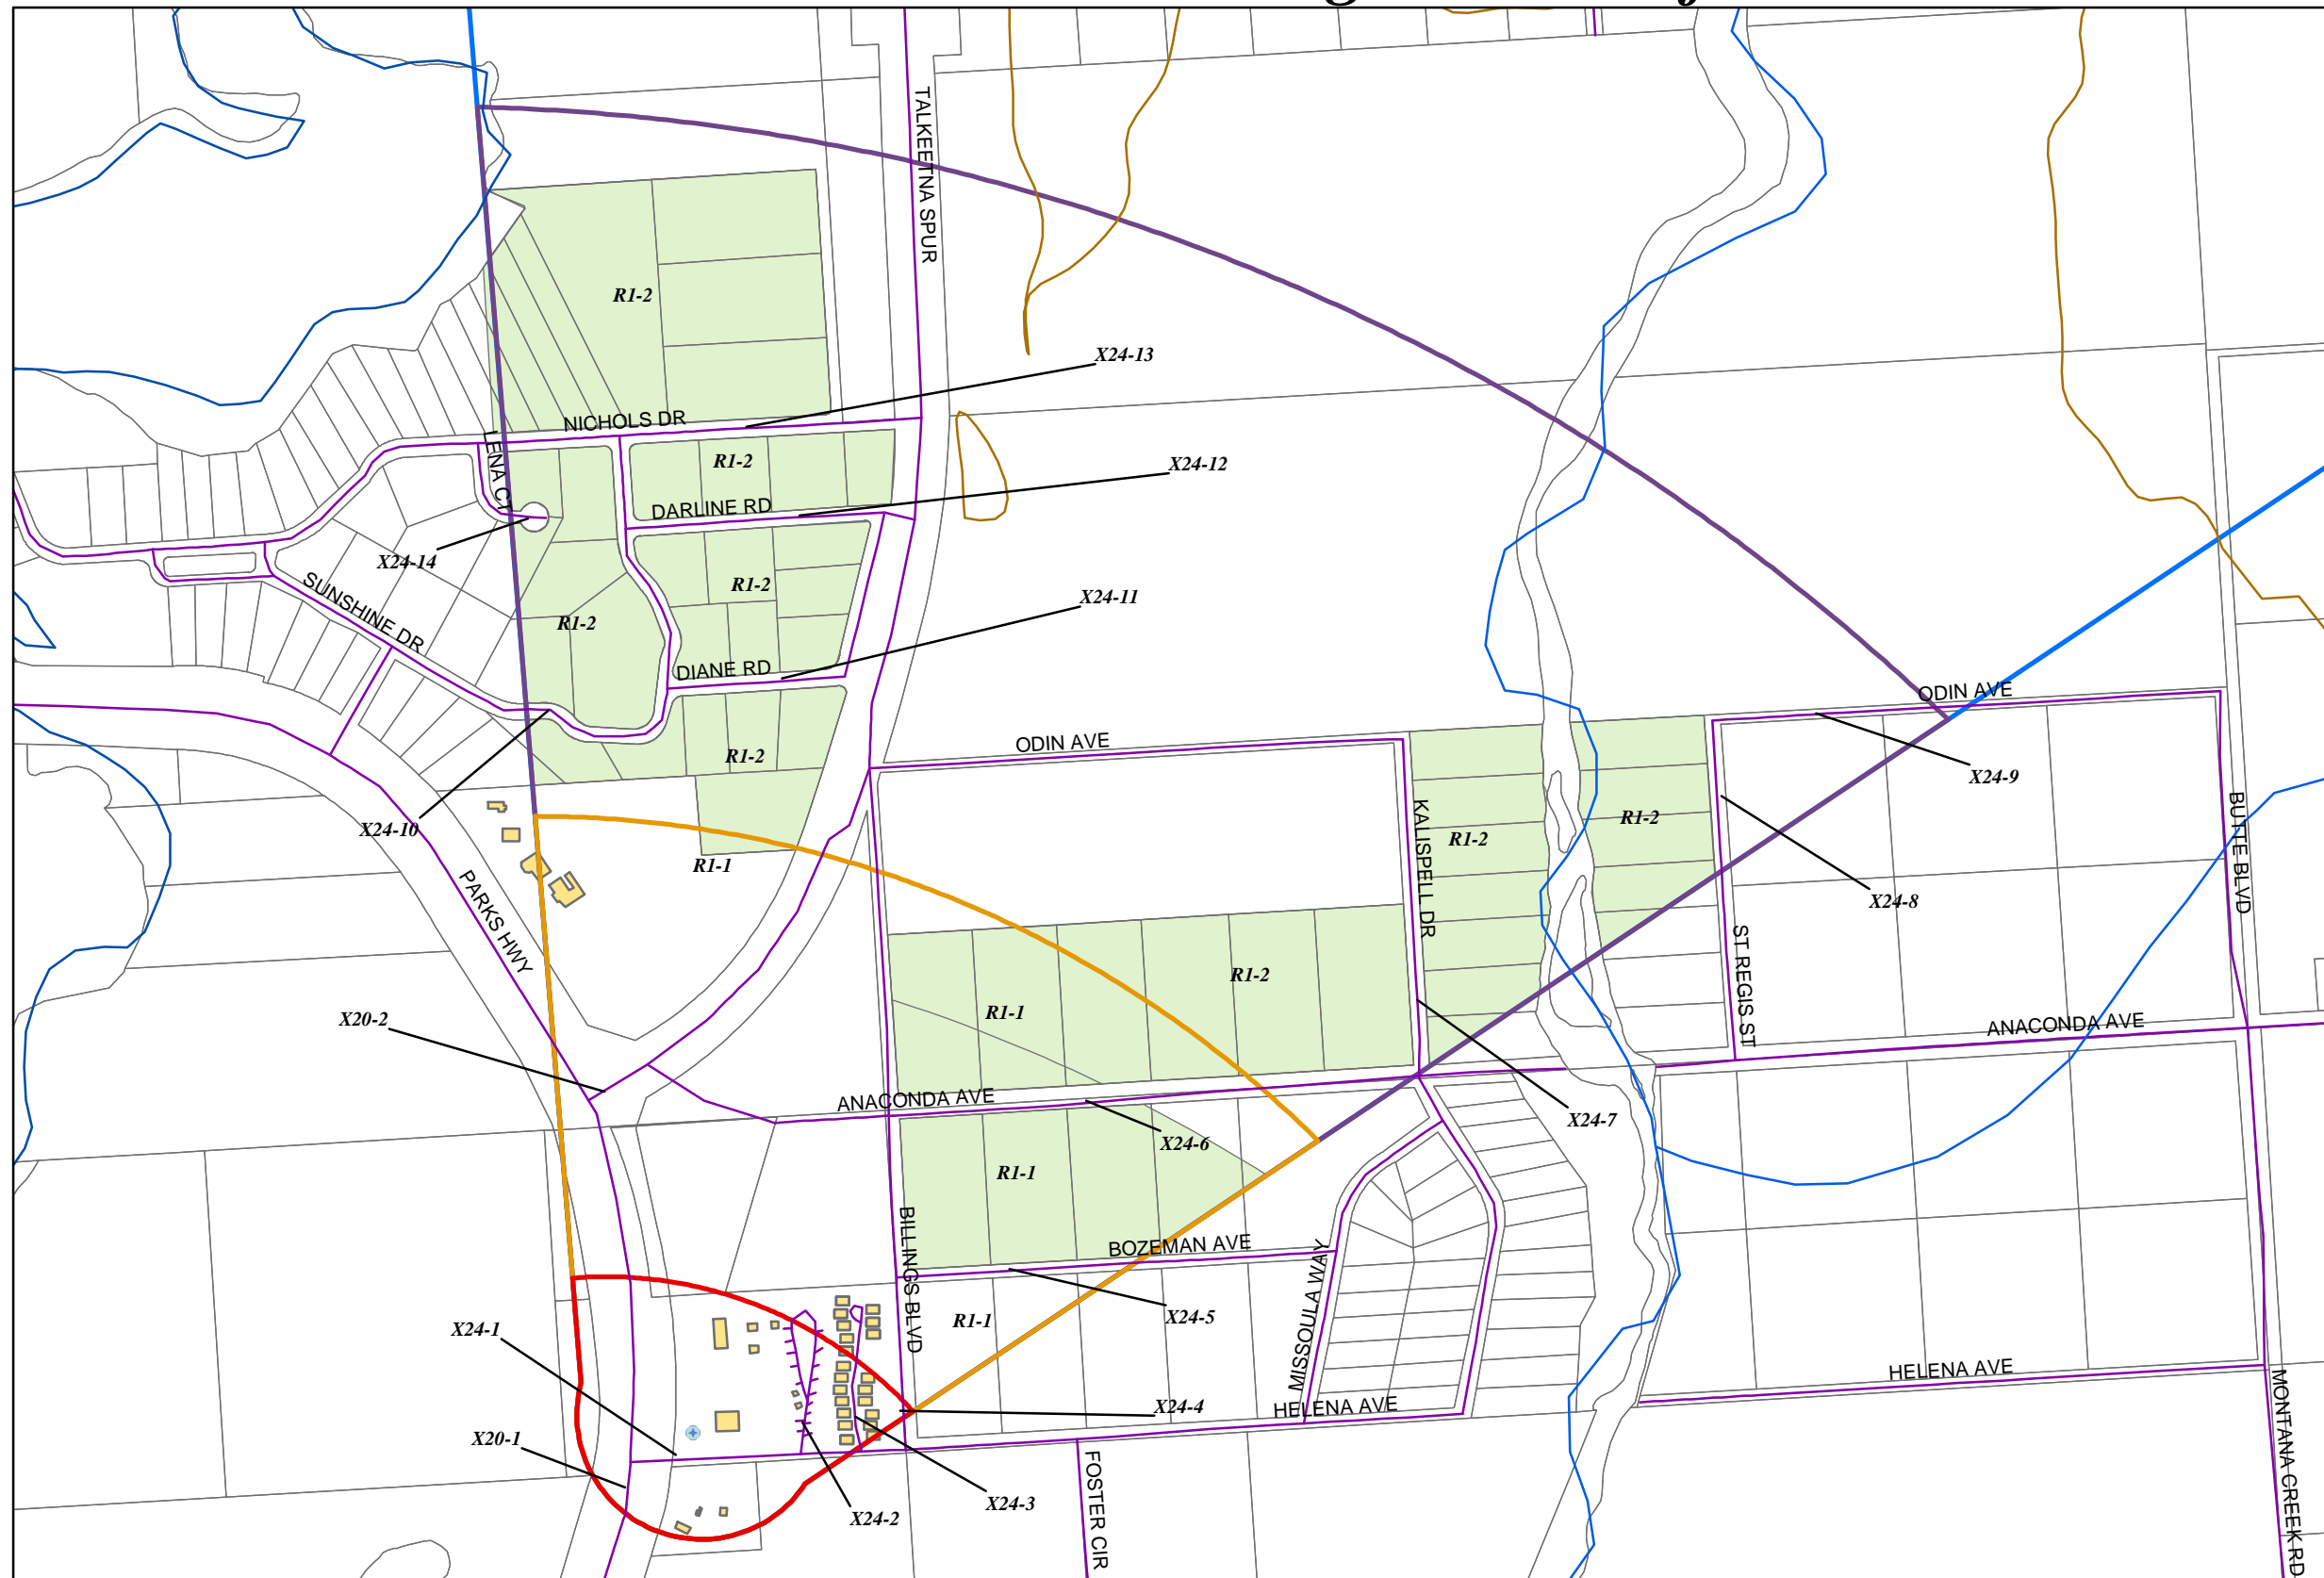 TALKEETNA SPUR
R1-2
X24-13
NICHOLS DR
LENA CT
R1-2
X24-12
DARLINE RD
X24-14
SUNSHINE DR
R1-2
X24-11
R1-2
DIANE RD
ODIN AVE
ODIN AVE
R1-2
X24-9
X24-10
KALISPELL DR
R1-2
R1-2
BUTTE BLVD
R1-1
X24-8
PARKS HWY
ST REGIS ST
R1-2
R1-1
X20-2
ANACONDA AVE
ANACONDA AVE
X24-7
X24-6
R1-1
BILLINGS BLVD
BOZEMAN AVE
MISSOULA WAY
X24-5
R1-1
X24-1
HELENA AVE
X24-4
HELENA AVE
MONTANA CREEK RD
X20-1
FOSTER CIR
X24-3
X24-2